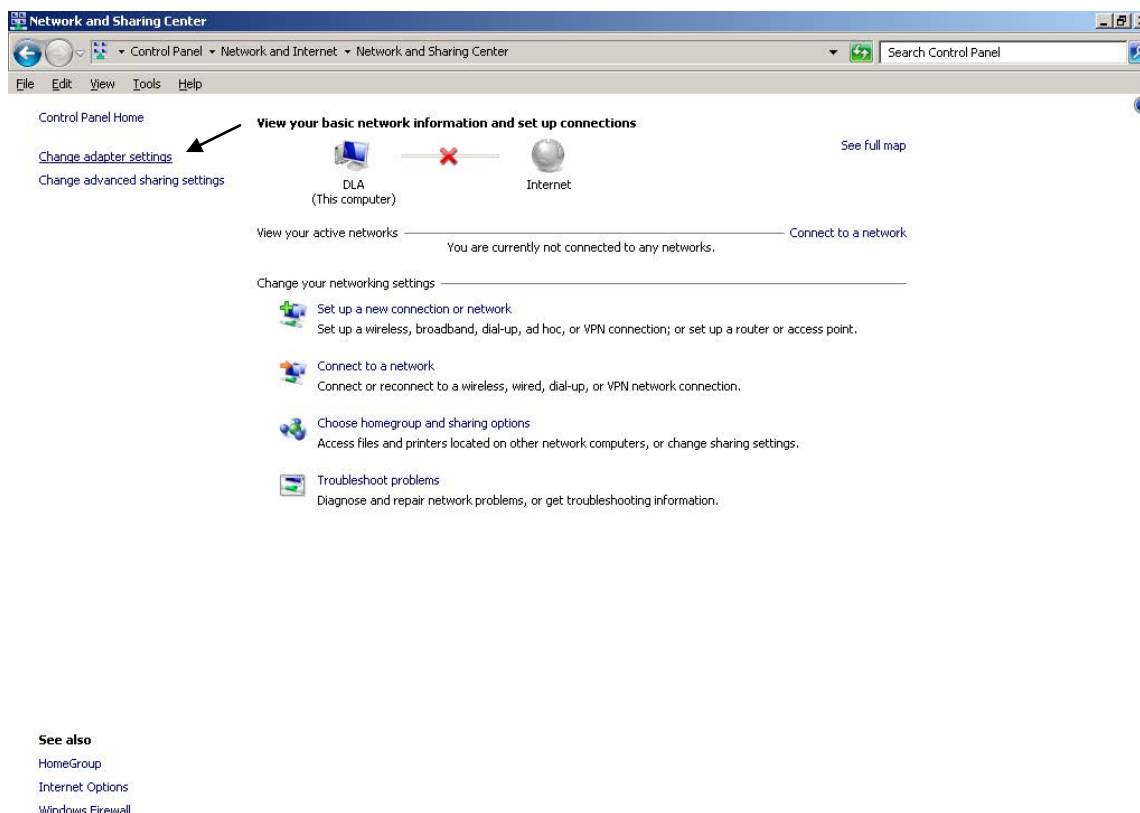 Network and Sharing Center
Control Panel Network and Internet Network and Sharing Center
Search Control Panel
File Edit View Tools Help
Control Panel Home
Change adapter settings
Change advanced sharing settings
View your basic network information and set up connections
See full map
DLA
(This computer)
Internet
View your active networks
Connect to a network
You are currently not connected to any networks.
Change your networking settings
Set up a new connection or network
Set up a wireless, broadband, dial-up, ad hoc, or VPN connection; or set up a router or access point.
Connect to a network
Connect or reconnect to a wireless, wired, dial-up, or VPN network connection.
Choose homegroup and sharing options
Access files and printers located on other network computers, or change sharing settings.
Troubleshoot problems
Diagnose and repair network problems, or get troubleshooting information.
See also
HomeGroup
Internet Options
Windows Firewall